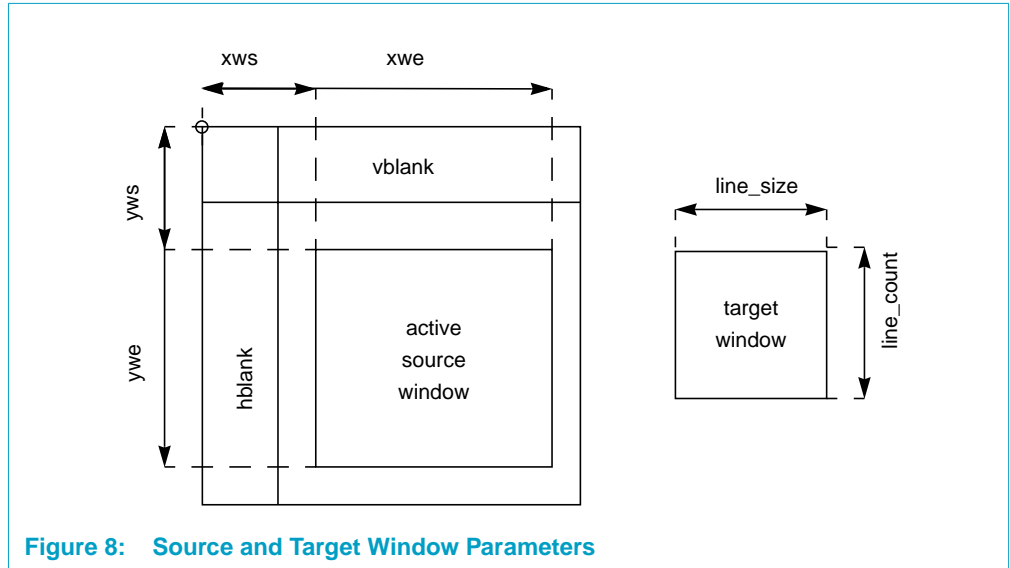 xws
xwe
vblank
yws
line_size
line_count
target
window
active
source
window
ywe
hblank
Figure 8: Source and Target Window Parameters